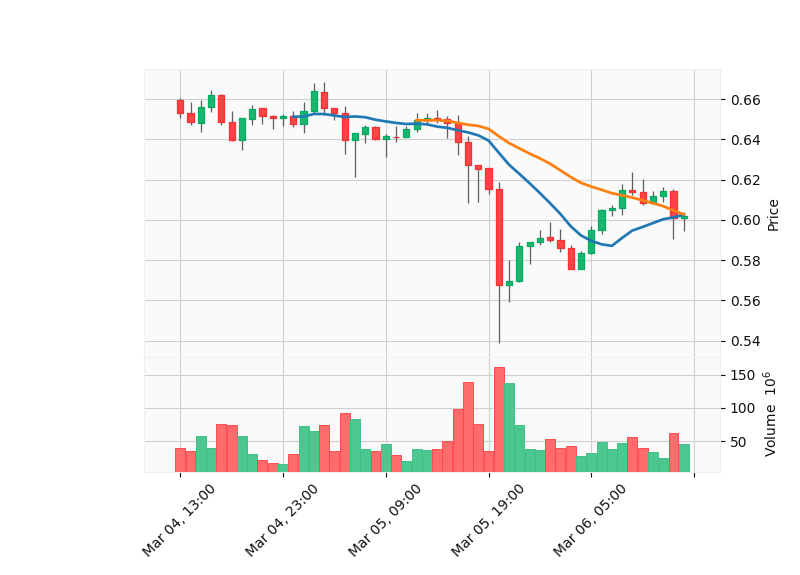 0.66
0.64
0.62
0.60
0.58
0.56
0.54
Price
150
100
50
Volume 10^6
Mar 04, 13:00
Mar 04, 23:00
Mar 05, 09:00
Mar 05, 19:00
Mar 06, 05:00